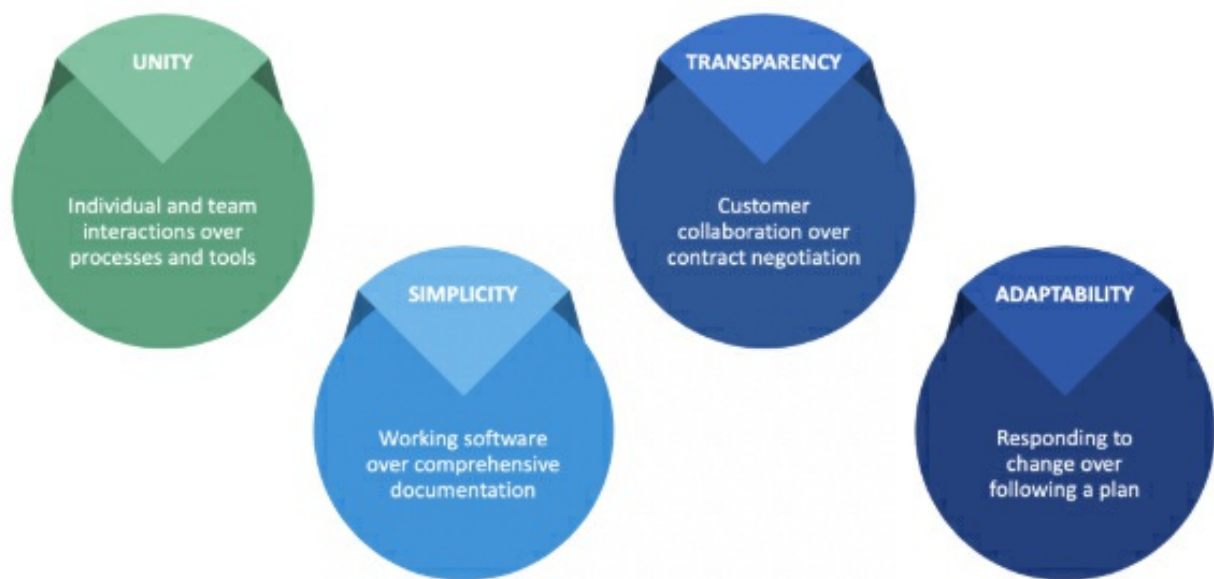 UNITY
Individual and team
interactions over
processes and tools
SIMPLICITY
Working software
over comprehensive
documentation
TRANSPARENCY
Customer
collaboration over
contract negotiation
ADAPTABILITY
Responding to
change over
following a plan